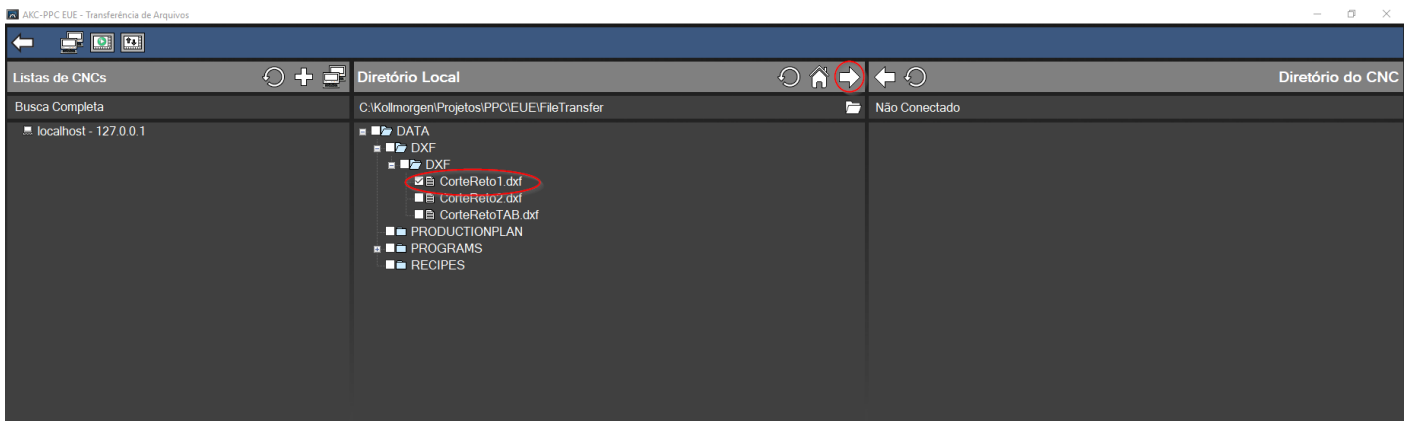 AKC-PPC EUE - Transferência de Arquivos
Listas de CNCs
Diretório Local
Diretório do CNC
Busca Completa
C:\Kollmorgen\Projetos\PPC\EUE\FileTransfer
Não Conectado
localhost - 127.0.0.1
DATA
DXF
DXF
CorteReto1.dxf
CorteReto2.dxf
CorteRetoTAB.dxf
PRODUCTIONPLAN
PROGRAMS
RECIPES